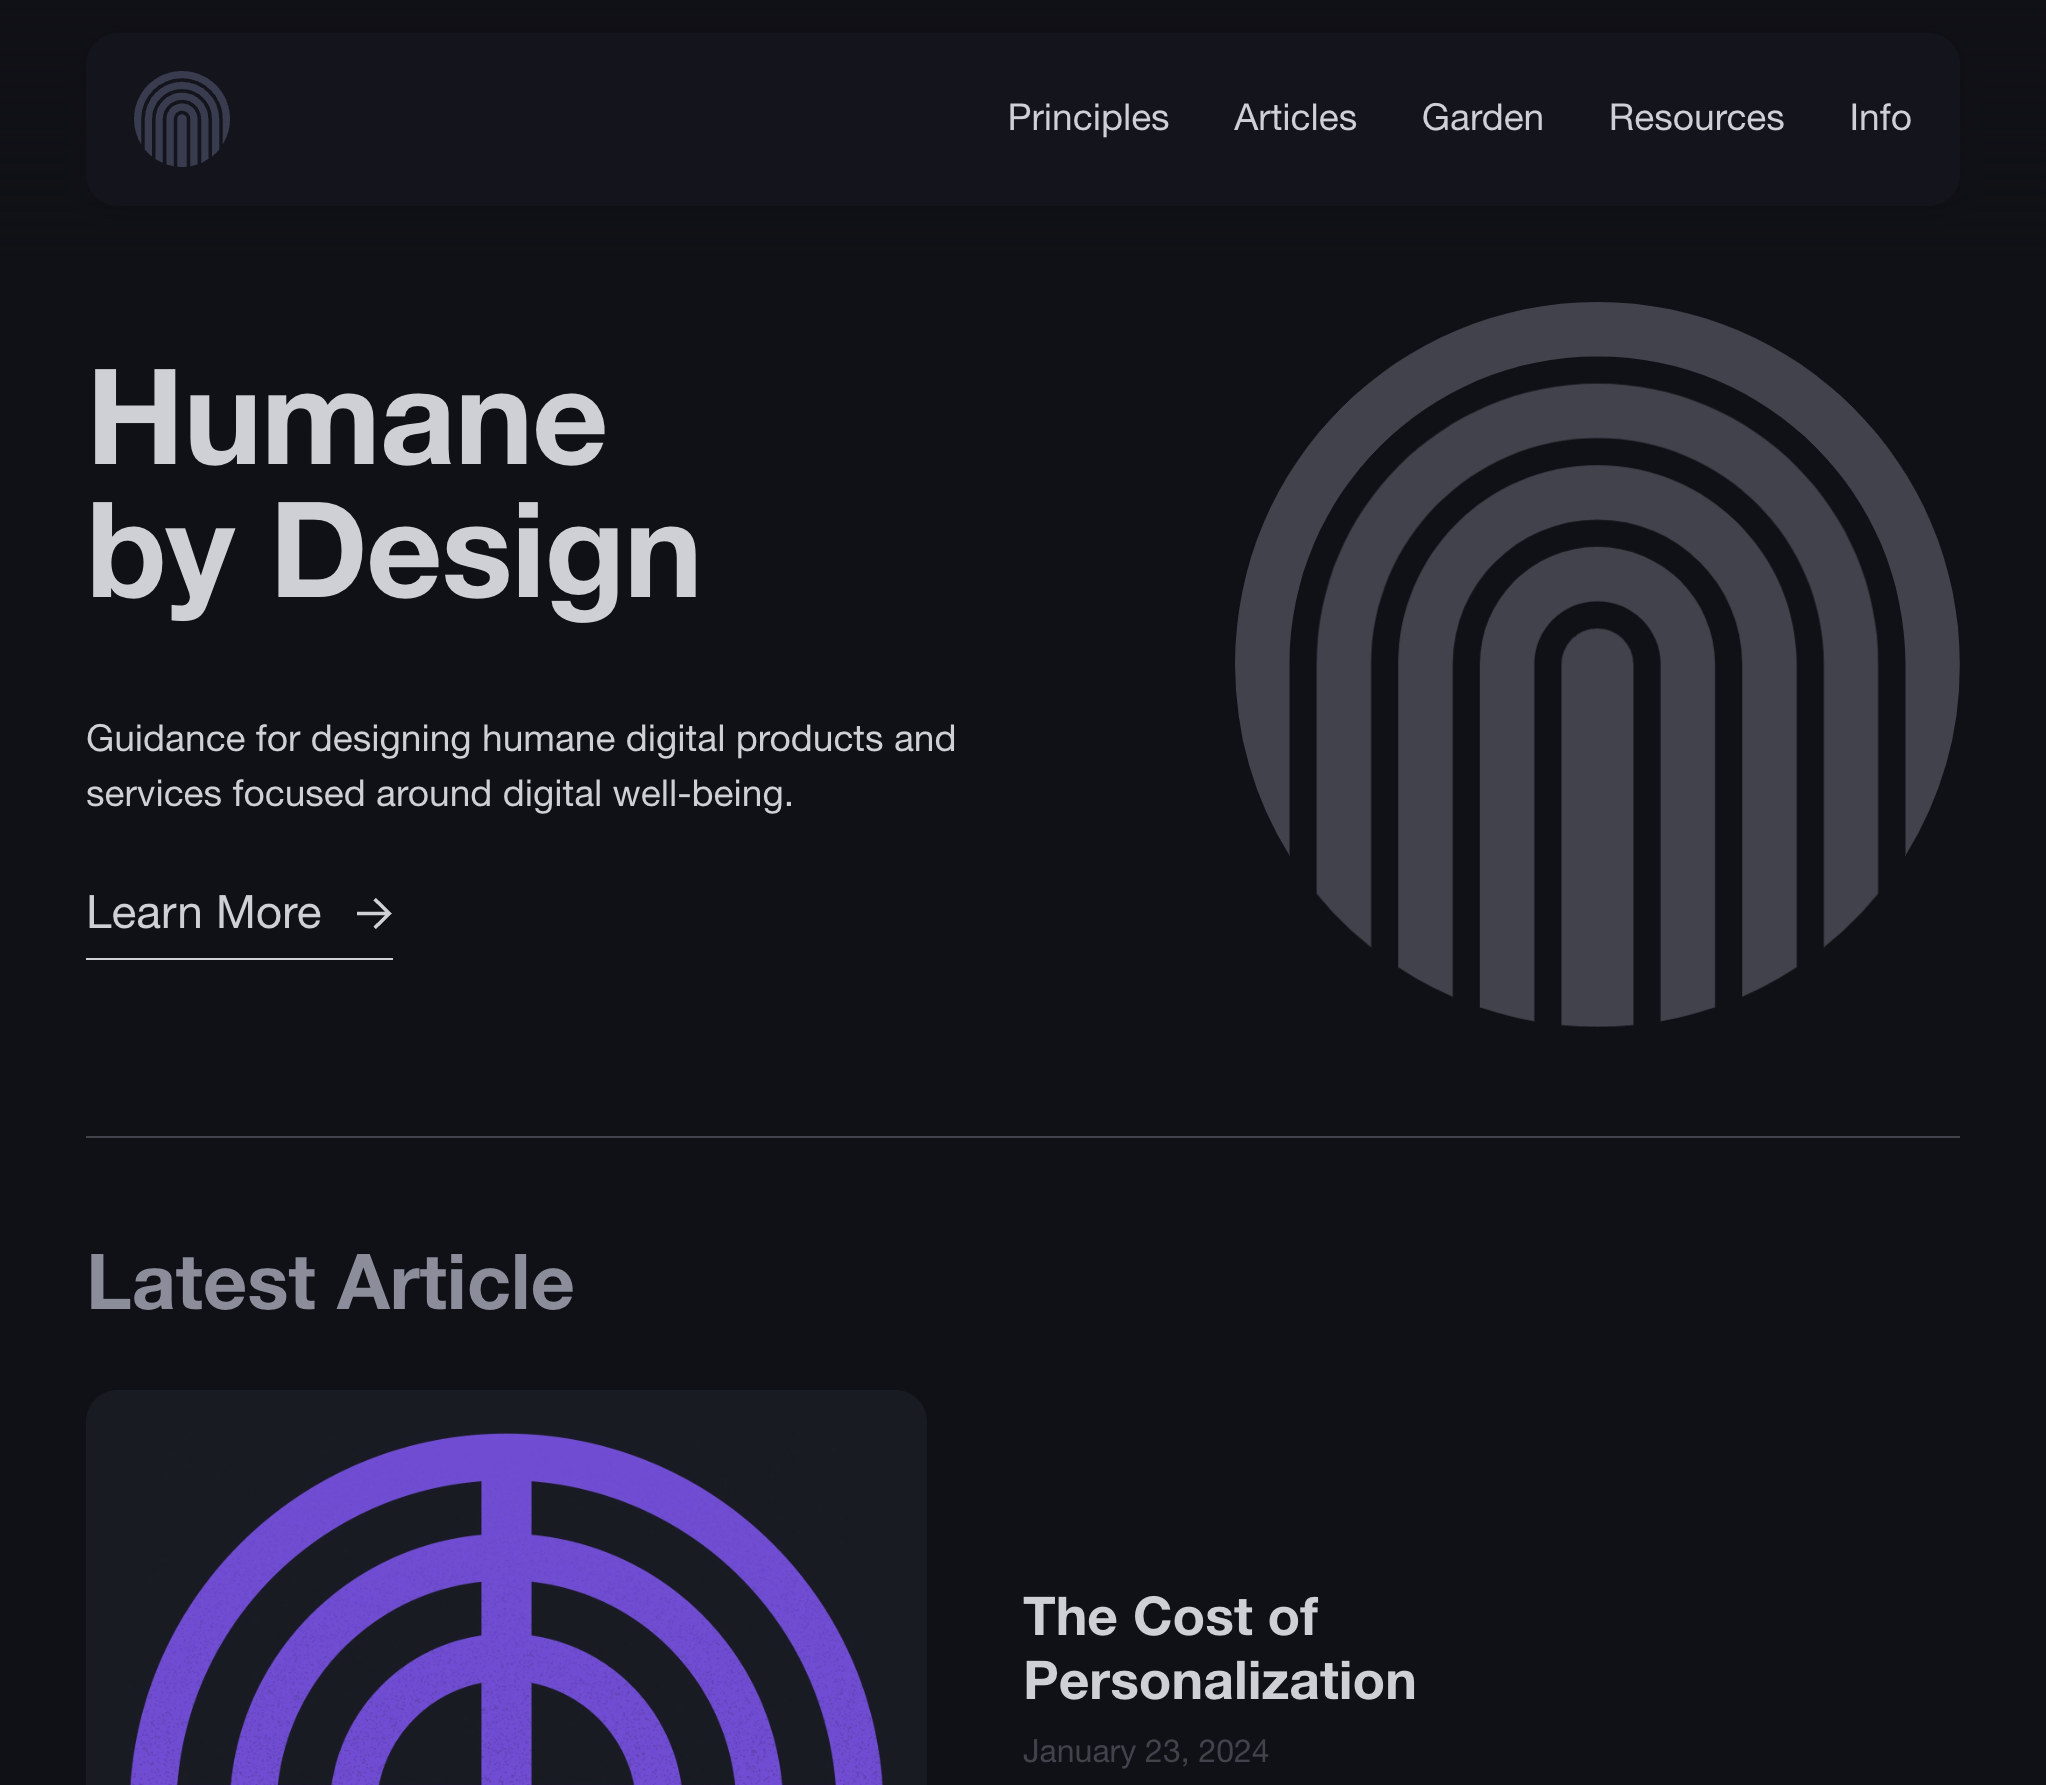 Principles Articles Garden Resources Info
Humane
by Design
Guidance for designing humane digital products and
services focused around digital well-being.
Learn More →
Latest Article
The Cost of
Personalization
January 23, 2024